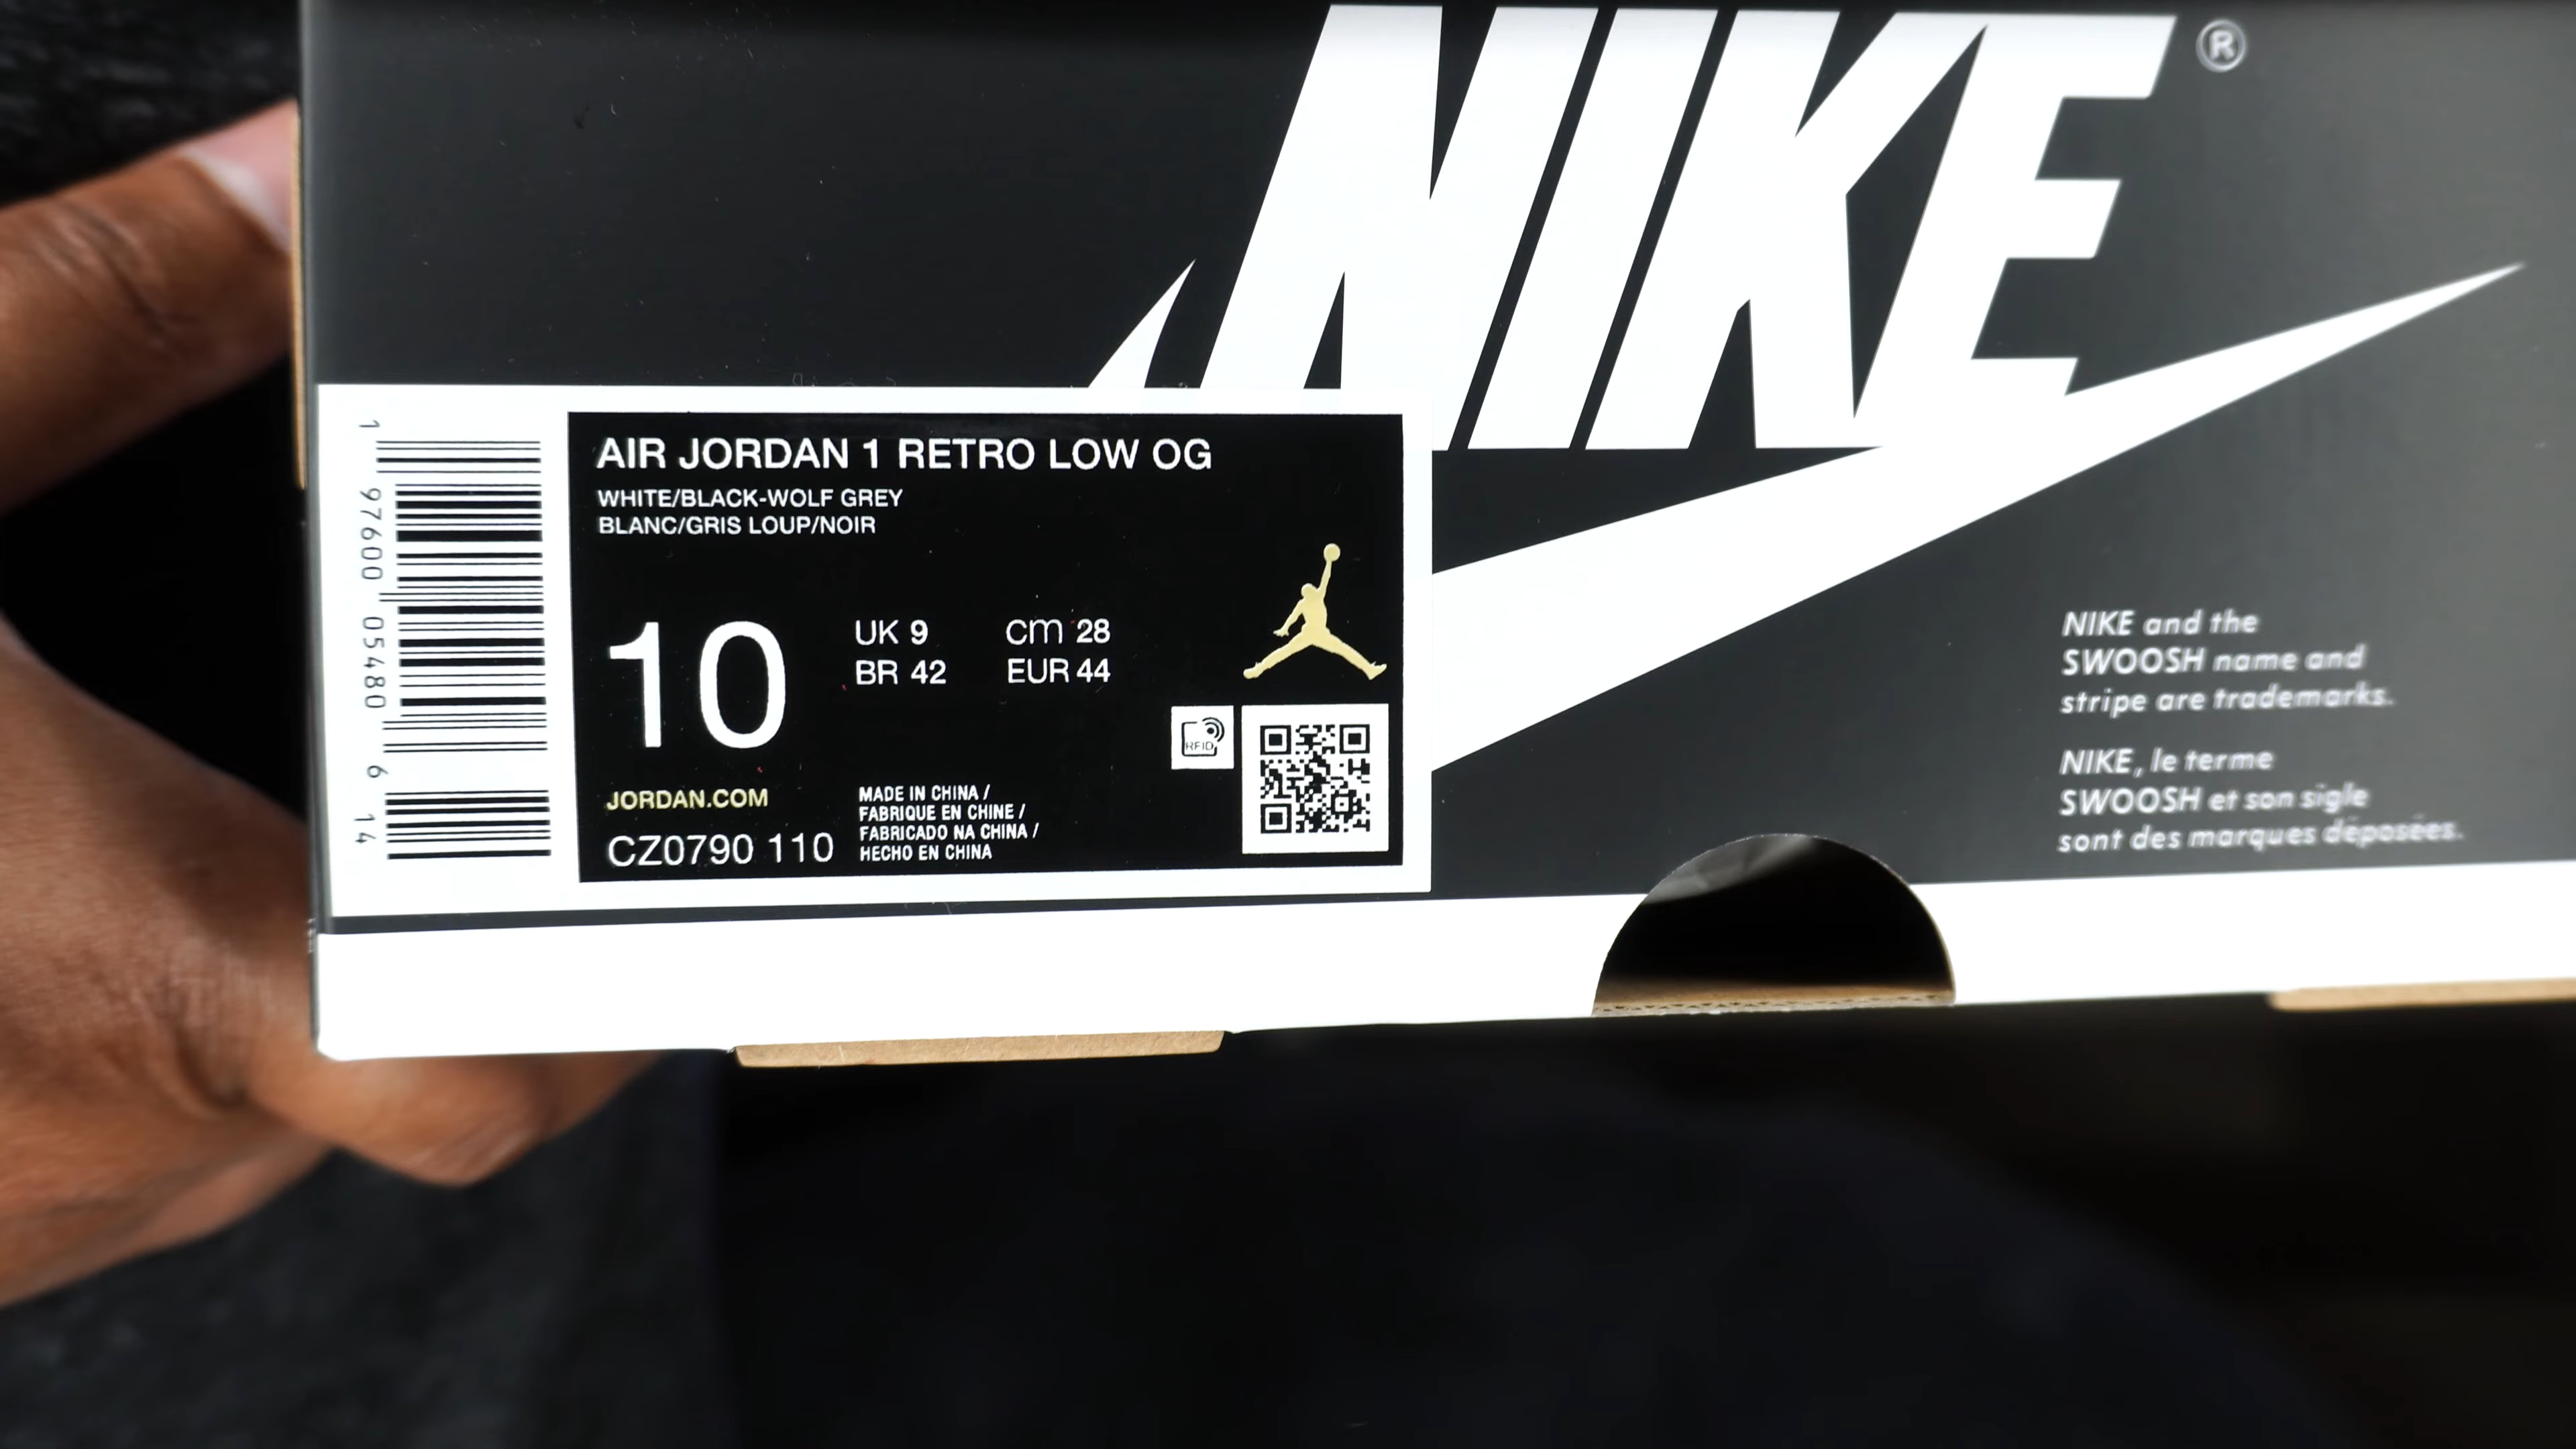 NIKE®
AIR JORDAN 1 RETRO LOW OG
WHITE/BLACK-WOLF GREY
BLANC/GRIS LOUP/NOIR
10
UK 9
cm 28
BR 42
EUR 44
RFID
JORDAN.COM
CZ0790 110
MADE IN CHINA /
FABRIQUE EN CHINE /
FABRICADO NA CHINA /
HECHO EN CHINA
1 97600 05480 6 14
NIKE and the
SWOOSH name and
stripe are trademarks.
NIKE, le terme
SWOOSH et son sigle
sont des marques déposées.